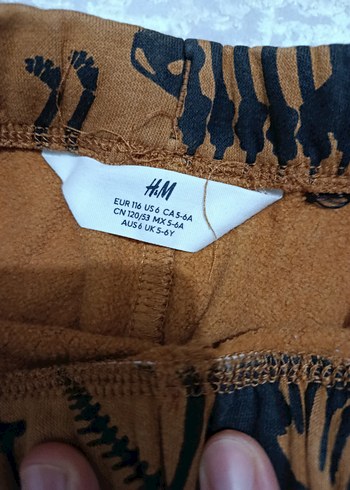 H&M
EUR 116 US 6 CA 5-6A
CN 120/53 MX 5-6A
AUS 6 UK 5-6Y